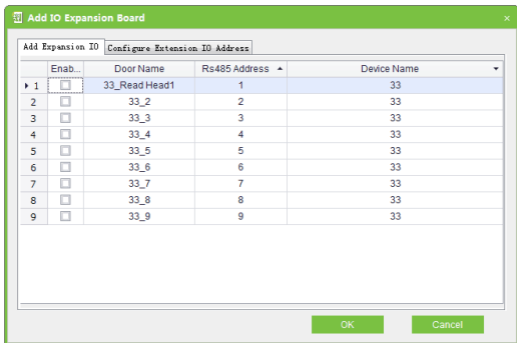 Add IO Expansion Board ×
Add Expansion IO Configure Extension IO Address
Enab... Door Name Rs485 Address Device Name
1 33_Read Head1 1 33
2 33_2 2 33
3 33_3 3 33
4 33_4 4 33
5 33_5 5 33
6 33_6 6 33
7 33_7 7 33
8 33_8 8 33
9 33_9 9 33
OK Cancel